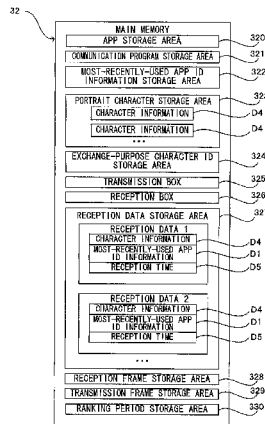 32
MAIN MEMORY
APP STORAGE AREA
320
COMMUNICATION PROGRAM STORAGE AREA
321
MOST-RECENTLY-USED APP ID
INFORMATION STORAGE AREA
322
PORTRAIT CHARACTER STORAGE AREA
323
CHARACTER INFORMATION
D4
CHARACTER INFORMATION
D4
...
EXCHANGE-PURPOSE CHARACTER ID
STORAGE AREA
324
TRANSMISSION BOX
325
RECEPTION BOX
326
RECEPTION DATA STORAGE AREA
32
RECEPTION DATA 1
CHARACTER INFORMATION
D4
MOST-RECENTLY-USED APP
ID INFORMATION
D1
RECEPTION TIME
D5
RECEPTION DATA 2
CHARACTER INFORMATION
D4
MOST-RECENTLY-USED APP
ID INFORMATION
D1
RECEPTION TIME
D5
...
RECEPTION FRAME STORAGE AREA
328
TRANSMISSION FRAME STORAGE AREA
329
RANKING PERIOD STORAGE AREA
330